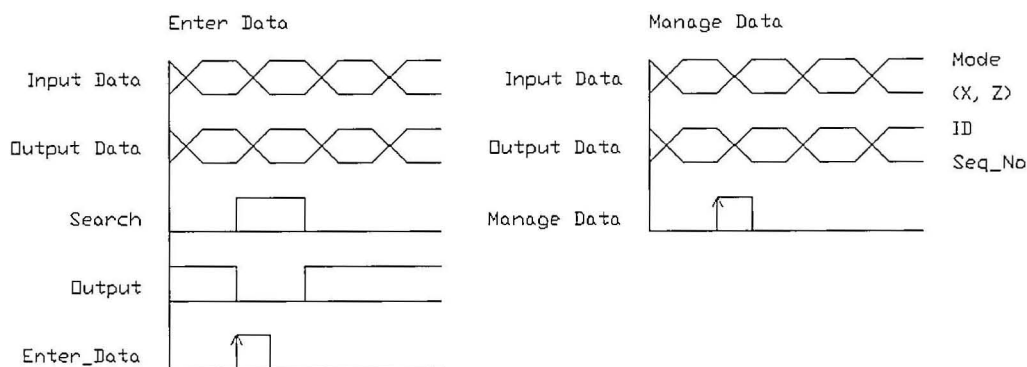 Enter Data
Input Data
Output Data
Search
Output
Enter_Data
Manage Data
Input Data
Mode
(X, Z)
Output Data
ID
Seq_No
Manage Data